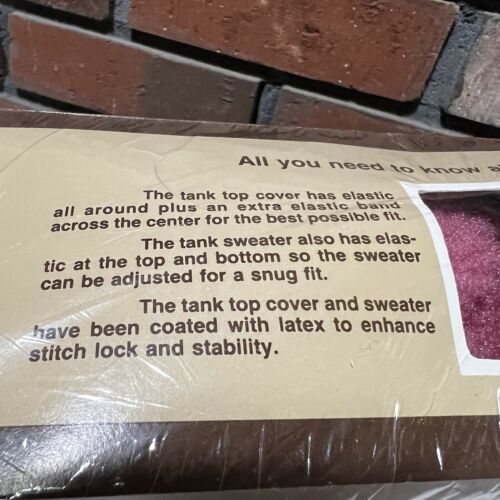 All you need to know a
The tank top cover has elastic
all around plus an extra elastic band
across the center for the best possible fit.
The tank sweater also has elas-
tic at the top and bottom so the sweater
can be adjusted for a snug fit.
The tank top cover and sweater
have been coated with latex to enhance
stitch lock and stability.